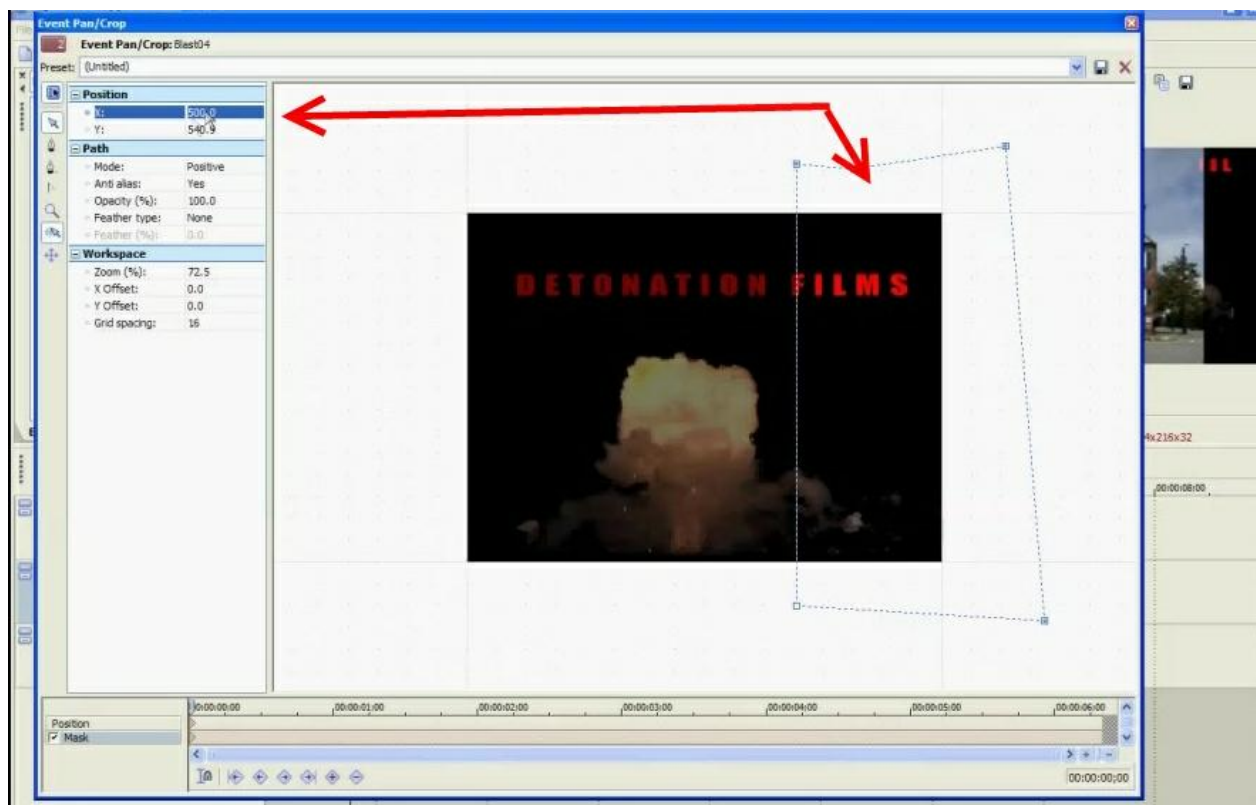 Event Pan/Crop
Event Pan/Crop: Blast04
Preset: (Untitled)
Position
X: 500.0
Y: 540.9
Path
Mode: Positive
Anti alias: Yes
Opacity (%): 100.0
Feather type: None
Feather (%): 0.0
Workspace
Zoom (%): 72.5
X Offset: 0.0
Y Offset: 0.0
Grid spacing: 16
DETONATION FILMS
FIL
4x216x32
00:00:08:00
0:00:00:00 00:00:01:00 00:00:02:00 00:00:03:00 00:00:04:00 00:00:05:00 00:00:06:00
Position
Mask
00:00:00;00